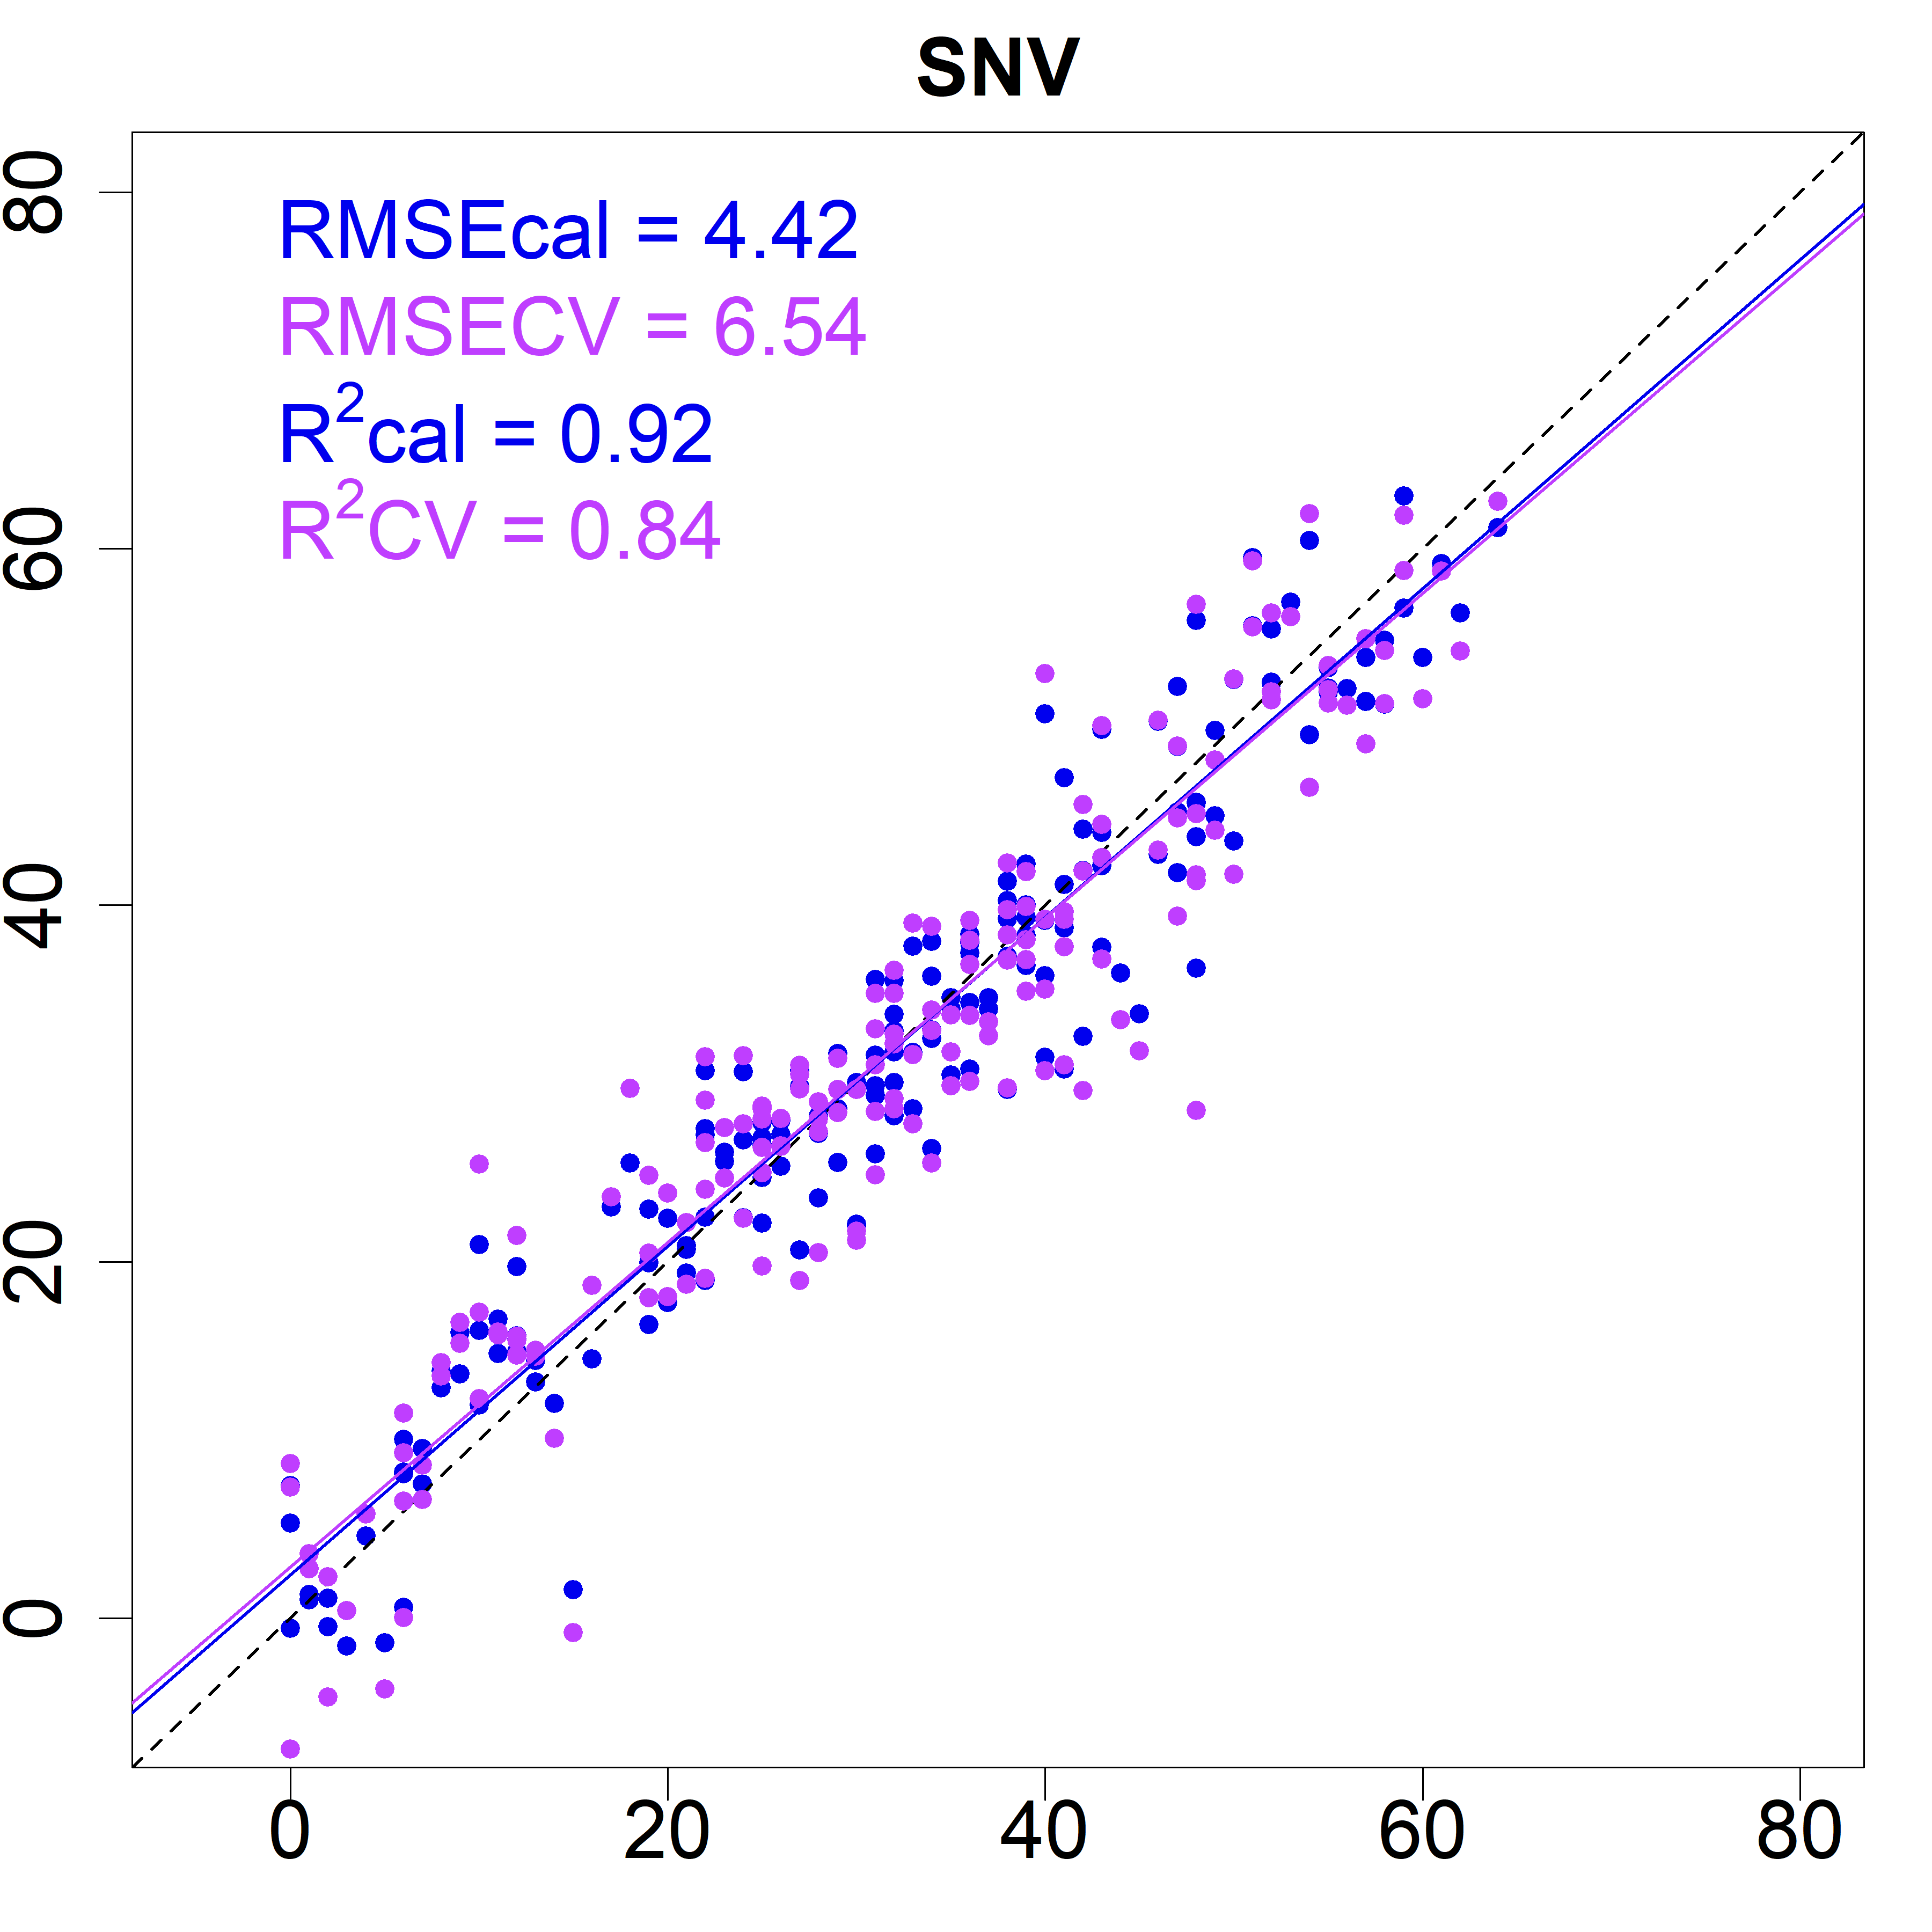 SNV
RMSEcal = 4.42
RMSECV = 6.54
R²cal = 0.92
R²CV = 0.84
80
60
40
20
0
0 20 40 60 80